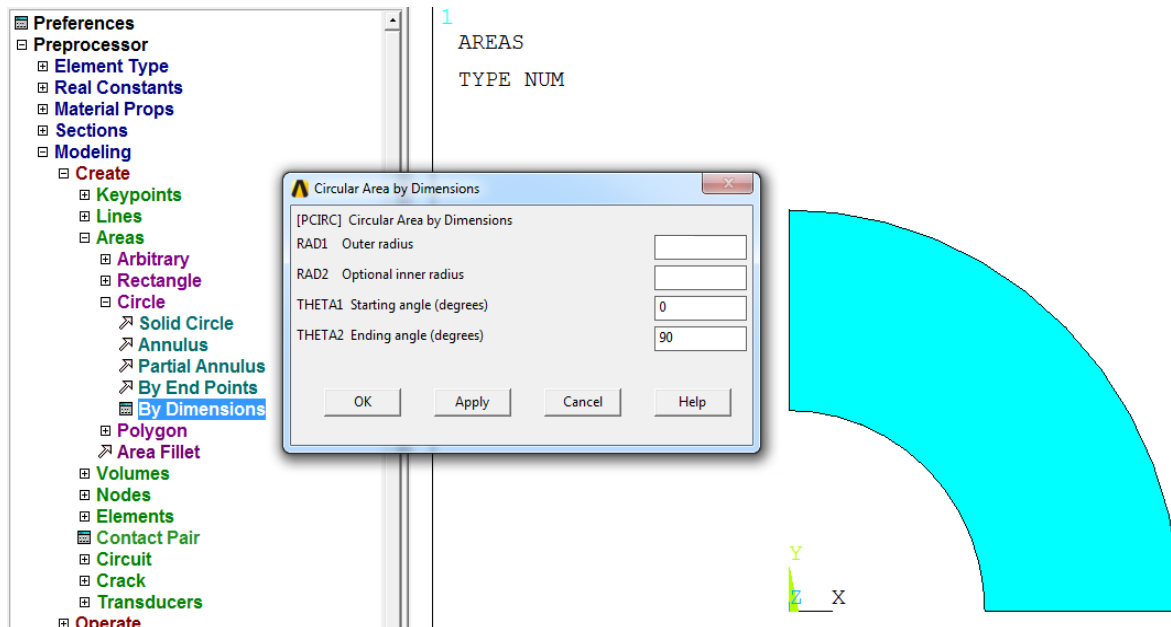 Preferences
Preprocessor
Element Type
Real Constants
Material Props
Sections
Modeling
Create
Keypoints
Lines
Areas
Arbitrary
Rectangle
Circle
Solid Circle
Annulus
Partial Annulus
By End Points
By Dimensions
Polygon
Area Fillet
Volumes
Nodes
Elements
Contact Pair
Circuit
Crack
Transducers
Operate
1
AREAS
TYPE NUM
Circular Area by Dimensions
[PCIRC] Circular Area by Dimensions
RAD1 Outer radius
RAD2 Optional inner radius
THETA1 Starting angle (degrees) 0
THETA2 Ending angle (degrees) 90
OK Apply Cancel Help
Y
Z X